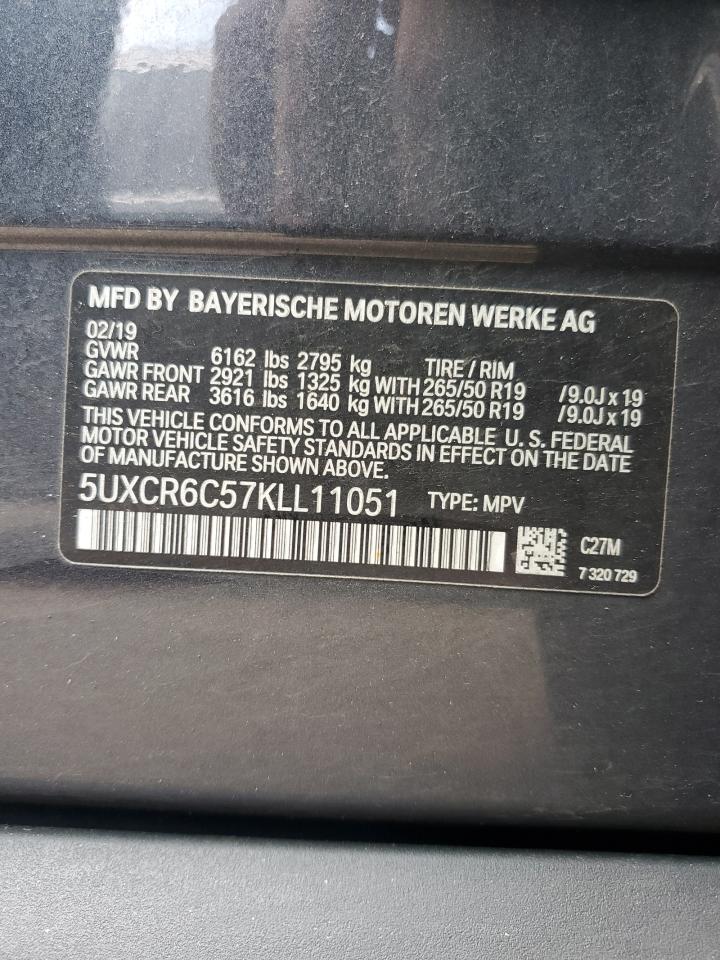 MFD BY BAYERISCHE MOTOREN WERKE AG
02/19
GVWR 6162 lbs 2795 kg TIRE / RIM
GAWR FRONT 2921 lbs 1325 kg WITH 265/50 R19 /9.0J x 19
GAWR REAR 3616 lbs 1640 kg WITH 265/50 R19 /9.0J x 19
THIS VEHICLE CONFORMS TO ALL APPLICABLE U. S. FEDERAL
MOTOR VEHICLE SAFETY STANDARDS IN EFFECT ON THE DATE
OF MANUFACTURE SHOWN ABOVE.
5UXCR6C57KLL11051 TYPE: MPV
C27M
7 320 729